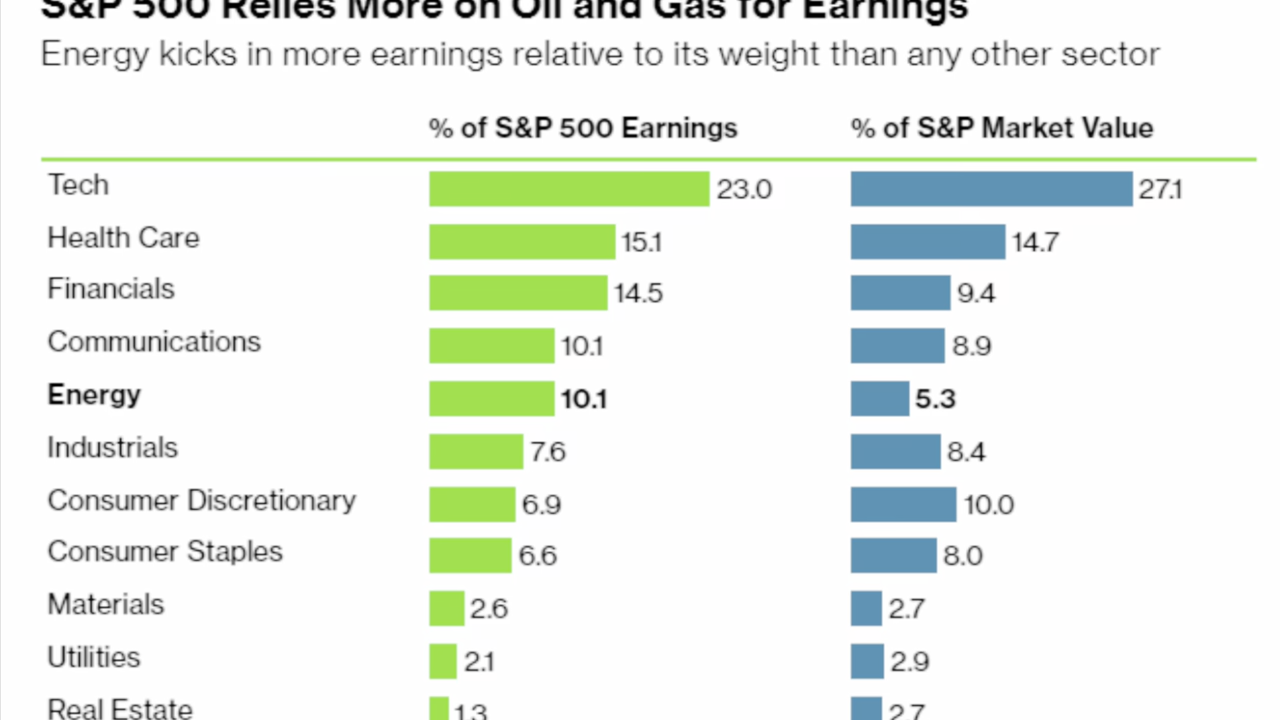 S&P 500 Relies More on Oil and Gas for Earnings
Energy kicks in more earnings relative to its weight than any other sector
% of S&P 500 Earnings % of S&P Market Value
Tech 23.0 27.1
Health Care 15.1 14.7
Financials 14.5 9.4
Communications 10.1 8.9
Energy 10.1 5.3
Industrials 7.6 8.4
Consumer Discretionary 6.9 10.0
Consumer Staples 6.6 8.0
Materials 2.6 2.7
Utilities 2.1 2.9
Real Estate 1.3 2.7